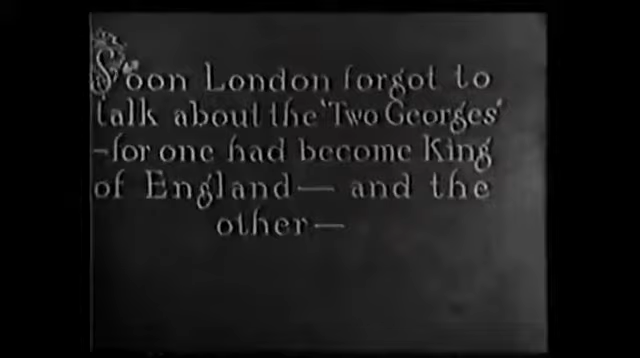 Soon London forgot to
talk about the 'Two Georges'
-for one had become King
of England— and the
other—